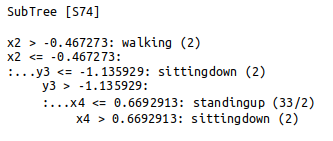 SubTree [S74]

x2 > -0.467273: walking (2)
x2 <= -0.467273:
:...y3 <= -1.135929: sittingdown (2)
    y3 > -1.135929:
    :...x4 <= 0.6692913: standingup (33/2)
        x4 > 0.6692913: sittingdown (2)